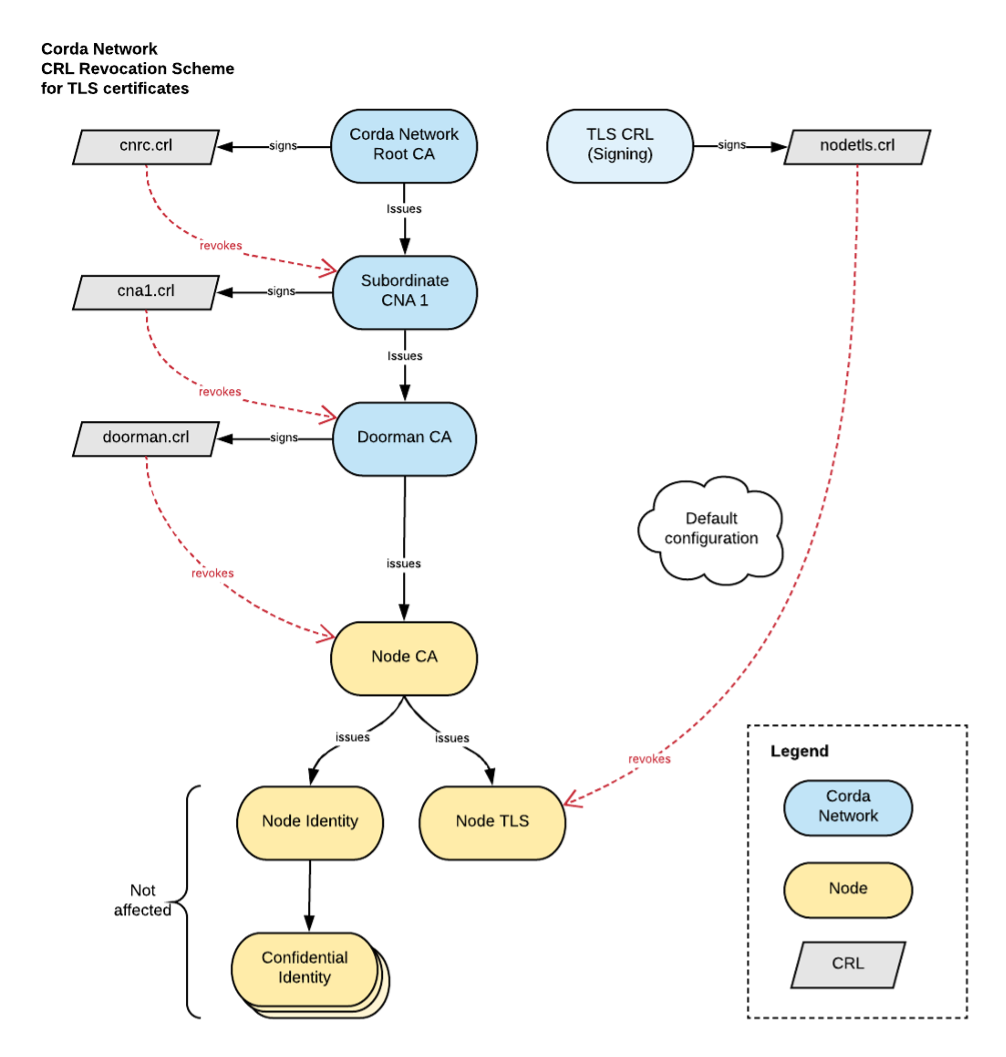 Corda Network
CRL Revocation Scheme
for TLS certificates
cnrc.crl
signs
Corda Network
Root CA
TLS CRL
(Signing)
signs
nodetls.crl
Issues
revokes
cna1.crl
signs
Subordinate
CNA 1
Issues
revokes
doorman.crl
signs
Doorman CA
Default
configuration
issues
revokes
Node CA
issues
issues
revokes
Node Identity
Node TLS
Not
affected
Confidential
Identity
Legend
Corda
Network
Node
CRL